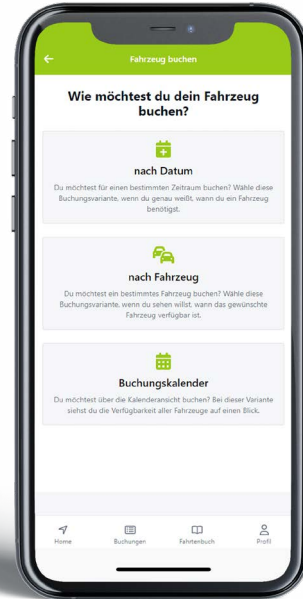 Fahrzeug buchen
Wie möchtest du dein Fahrzeug
buchen?
nach Datum
Du möchtest für einen bestimmten Zeitraum buchen? Wähle diese
Buchungsvariante, wenn du genau weißt, wann du ein Fahrzeug
benötigst.
nach Fahrzeug
Du möchtest ein bestimmtes Fahrzeug buchen? Wähle diese
Buchungsvariante, wenn du sehen willst, wann das gewünschte
Fahrzeug verfügbar ist.
Buchungskalender
Du möchtest über die Kalenderansicht buchen? Bei dieser Variante
siehst du die Verfügbarkeit aller Fahrzeuge auf einen Blick.
Home
Buchungen
Fahrtenbuch
Profil